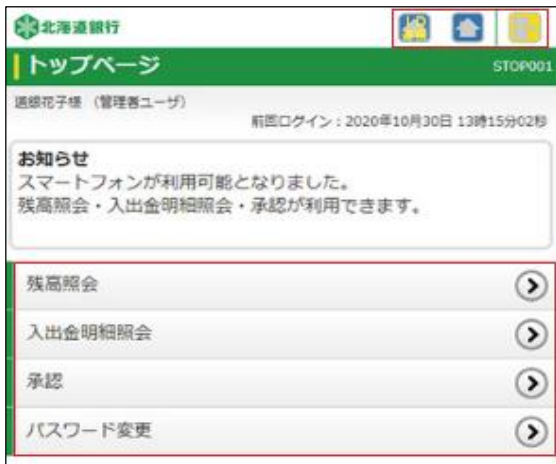 北海道銀行
トップページ
STOP001
道銀花子様 （管理者ユーザ）
前回ログイン：2020年10月30日 13時15分02秒
お知らせ
スマートフォンが利用可能となりました。
残高照会・入出金明細照会・承認が利用できます。
残高照会
入出金明細照会
承認
パスワード変更